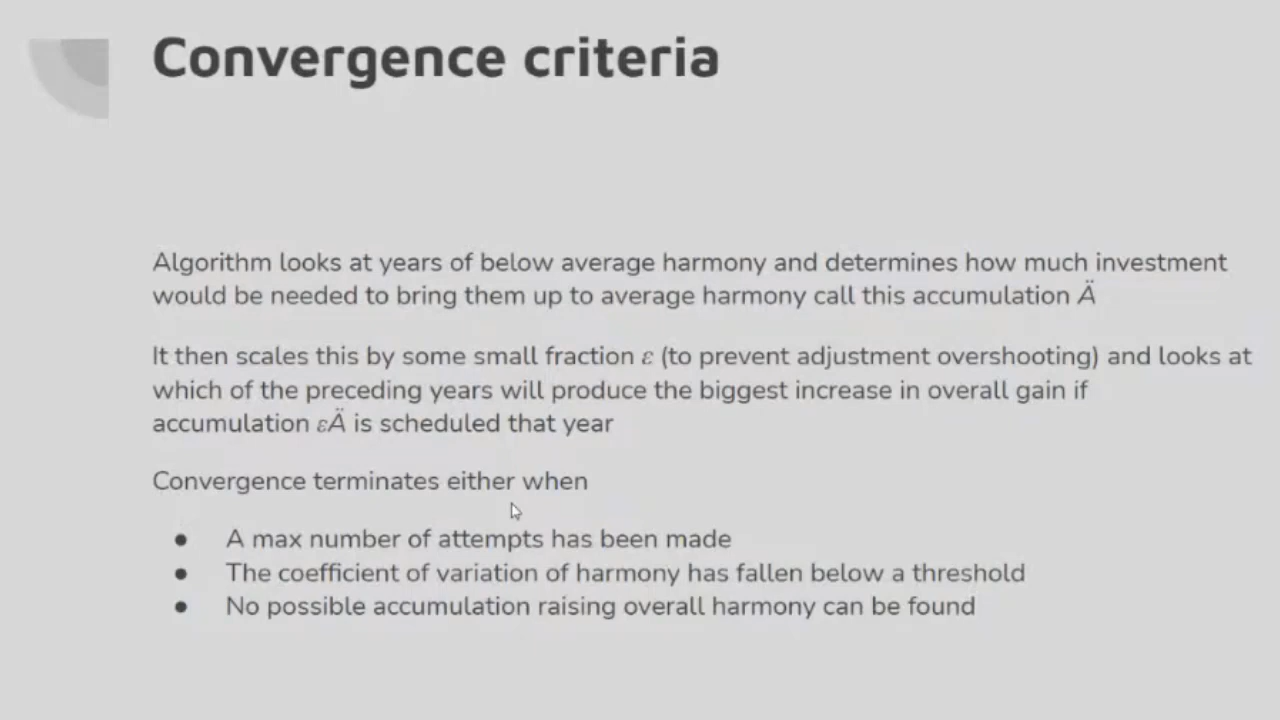 Convergence criteria
Algorithm looks at years of below average harmony and determines how much investment
would be needed to bring them up to average harmony call this accumulation Ä
It then scales this by some small fraction ε (to prevent adjustment overshooting) and looks at
which of the preceding years will produce the biggest increase in overall gain if
accumulation εÄ is scheduled that year
Convergence terminates either when
● A max number of attempts has been made
● The coefficient of variation of harmony has fallen below a threshold
● No possible accumulation raising overall harmony can be found